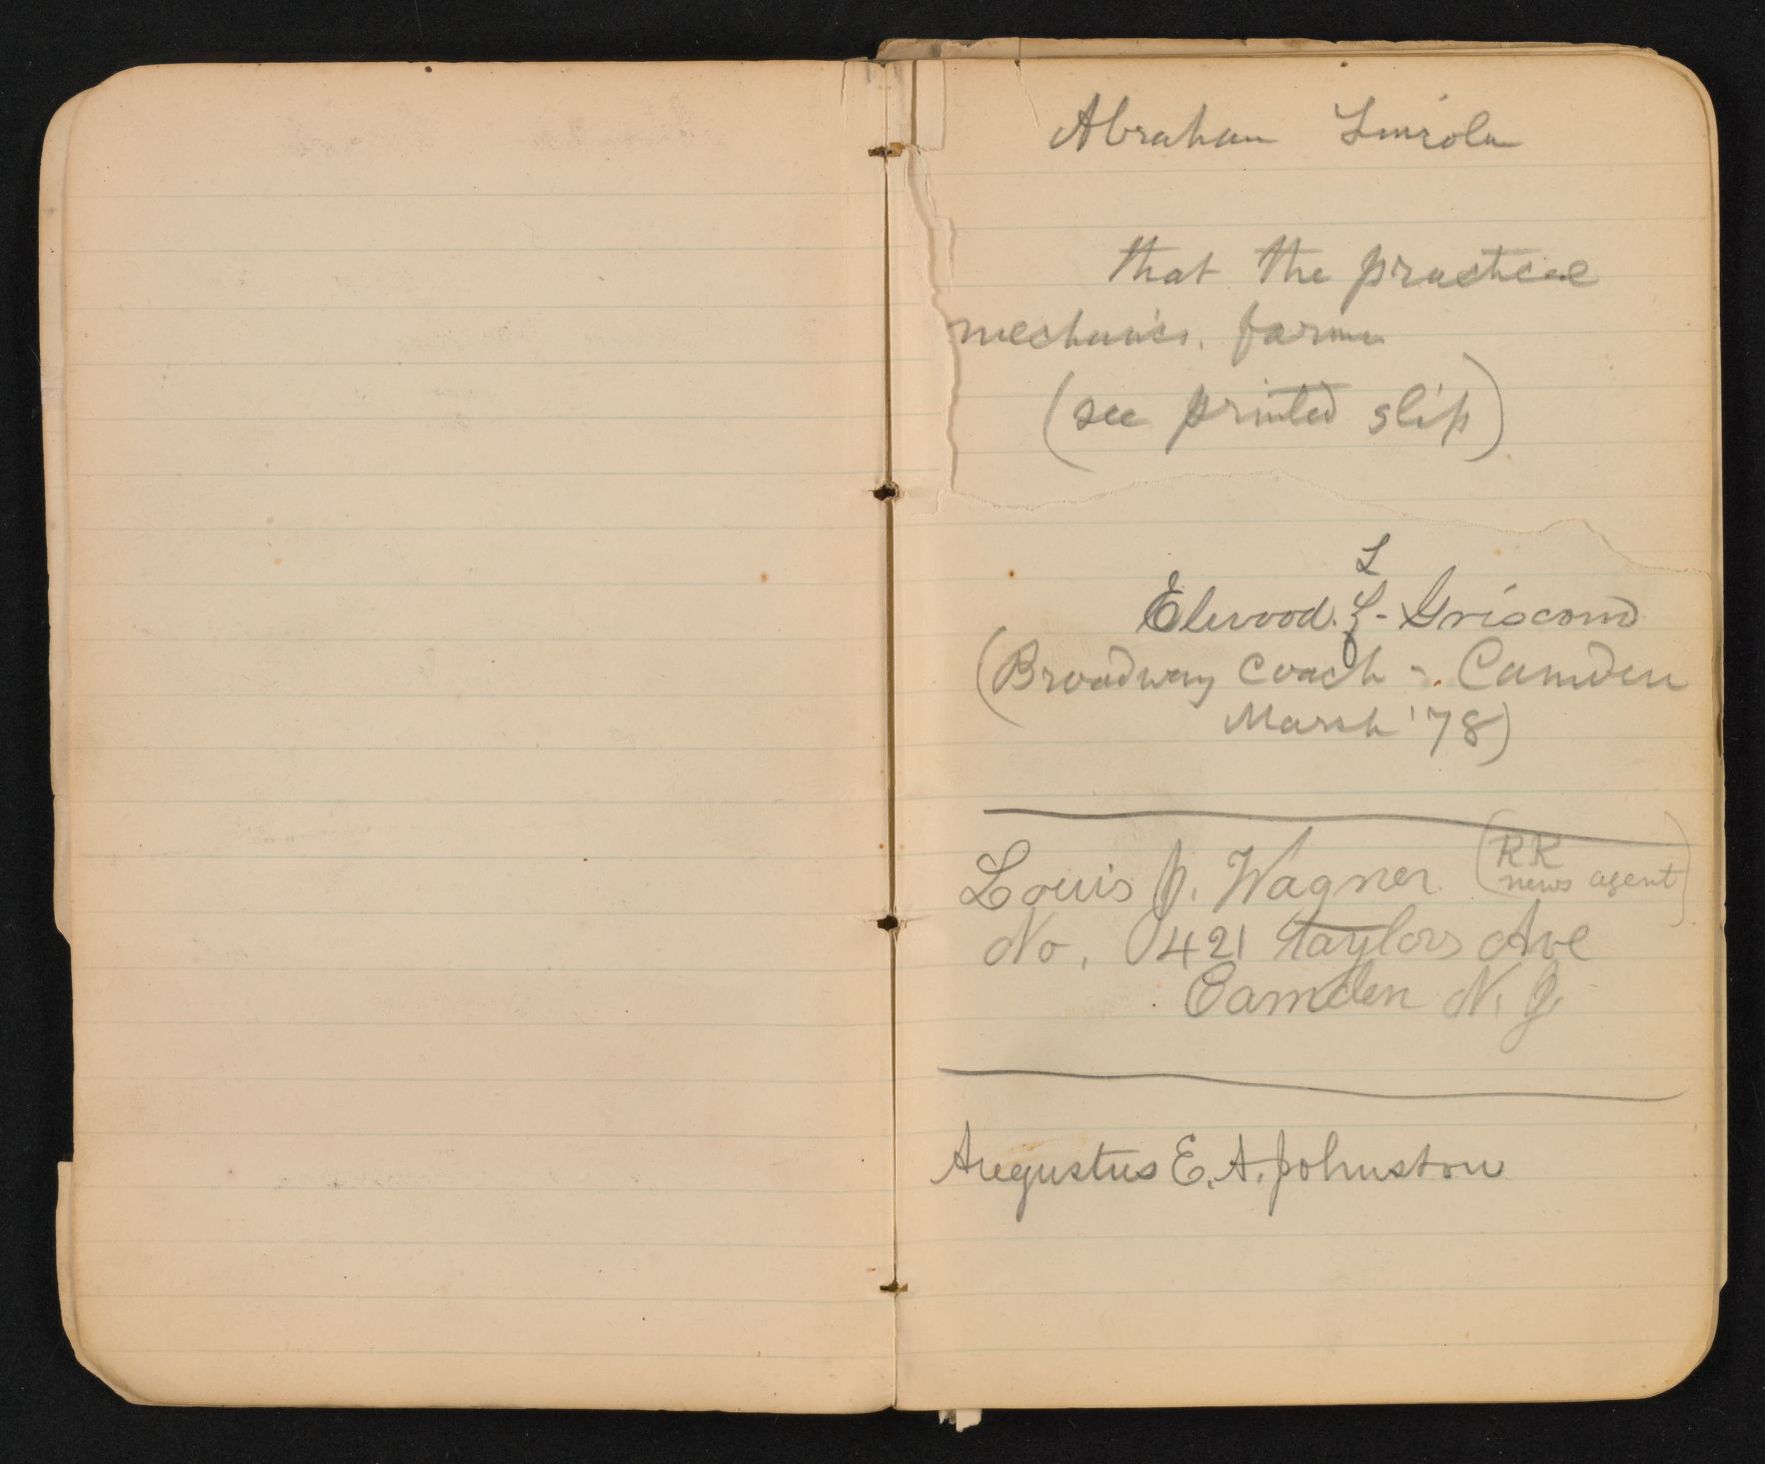 Abraham Lincoln
that the practical
mechanics, farmer
(see printed slip)
L
Elwood. L - Griscom
(Broadway coach - Camden
March '78)
Louis J. Wagner (RR
news agent)
No. 421 Taylors Ave
Camden N. J.
Augustus E. A. Johnston